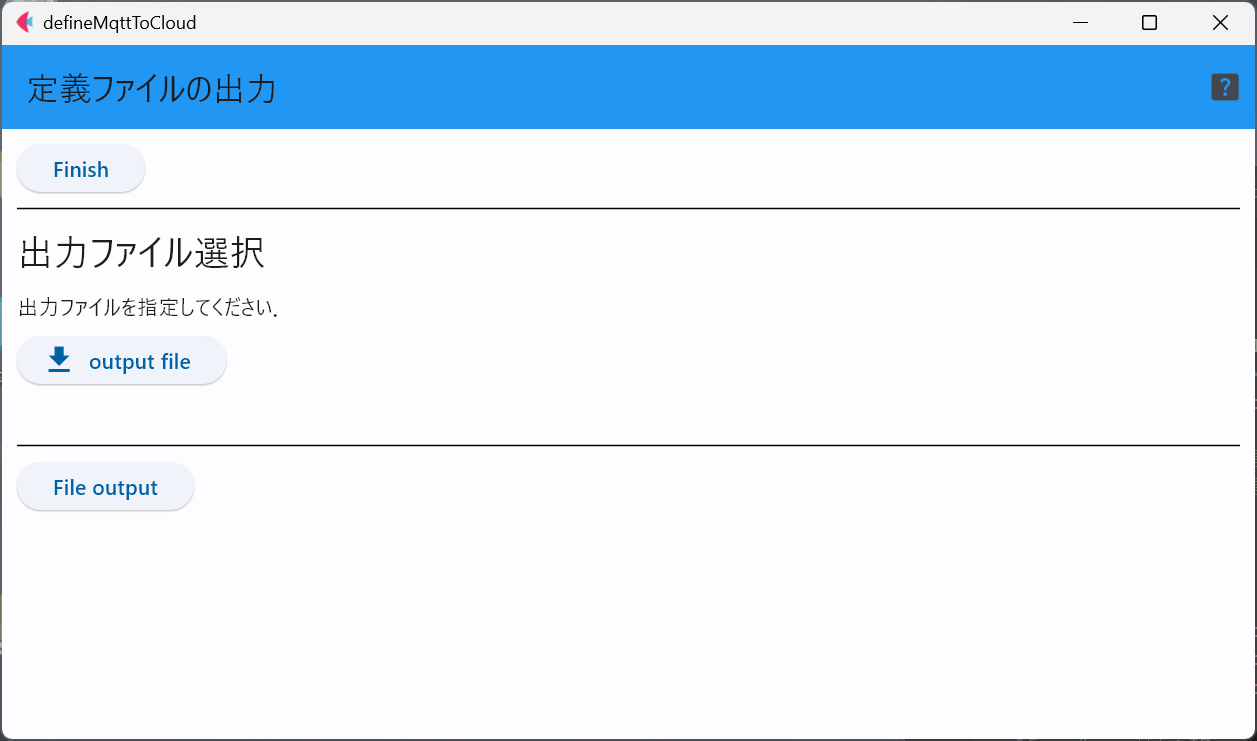 defineMqttToCloud
定義ファイルの出力
?
Finish
出力ファイル選択
出力ファイルを指定してください.
output file
File output